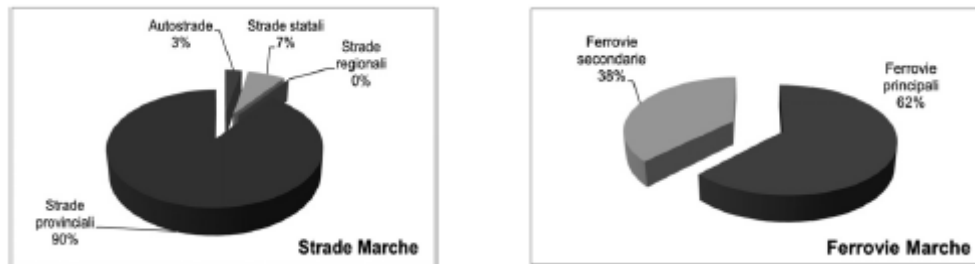 Autostrade
3%
Strade statali
7%
Strade
regionali
0%
Strade
provinciali
90%
Strade Marche
Ferrovie
secondarie
38%
Ferrovie
principali
62%
Ferrovie Marche